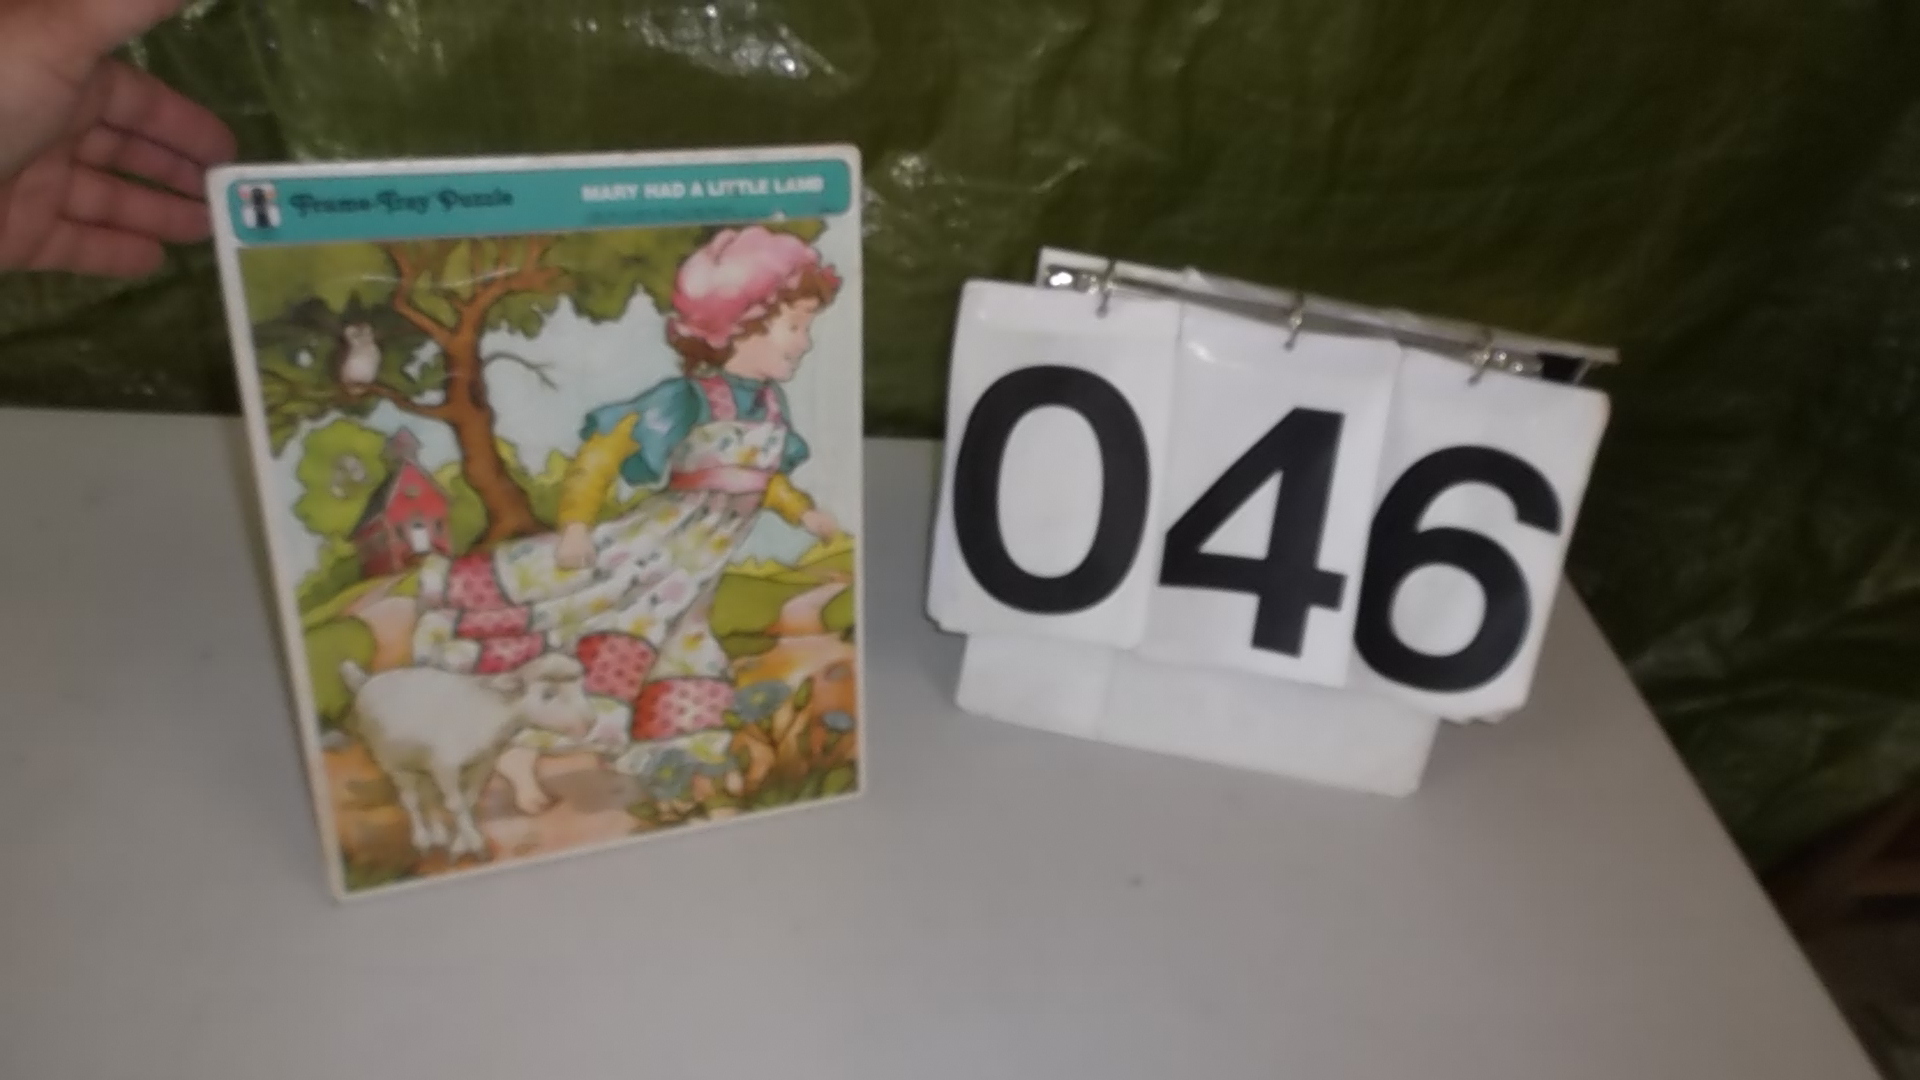 Frame-Tray Puzzle
MARY HAD A LITTLE LAMB
046